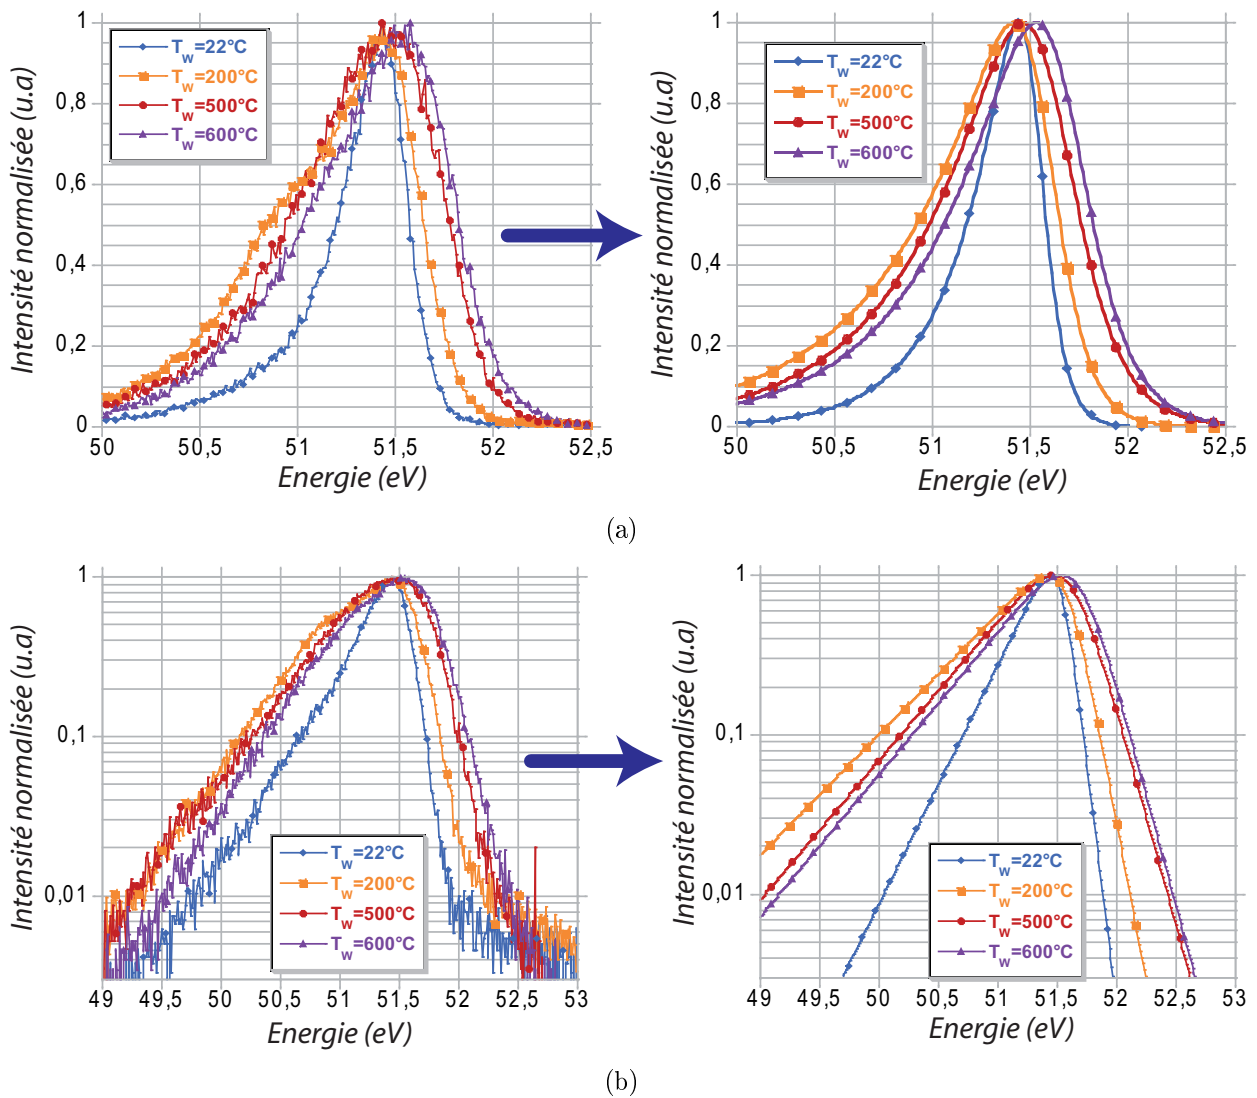 1
0,8
0,6
0,4
0,2
0
Intensité normalisée (u.a)
T_W=22°C
T_W=200°C
T_W=500°C
T_W=600°C
50 50,5 51 51,5 52 52,5
Energie (eV)
1
0,8
0,6
0,4
0,2
0
Intensité normalisée (u.a)
T_W=22°C
T_W=200°C
T_W=500°C
T_W=600°C
50 50,5 51 51,5 52 52,5
Energie (eV)
(a)
1
0,1
0,01
Intensité normalisée (u.a)
T_W=22°C
T_W=200°C
T_W=500°C
T_W=600°C
49 49,5 50 50,5 51 51,5 52 52,5 53
Energie (eV)
1
0,1
0,01
Intensité normalisée (u.a)
T_W=22°C
T_W=200°C
T_W=500°C
T_W=600°C
49 49,5 50 50,5 51 51,5 52 52,5 53
Energie (eV)
(b)